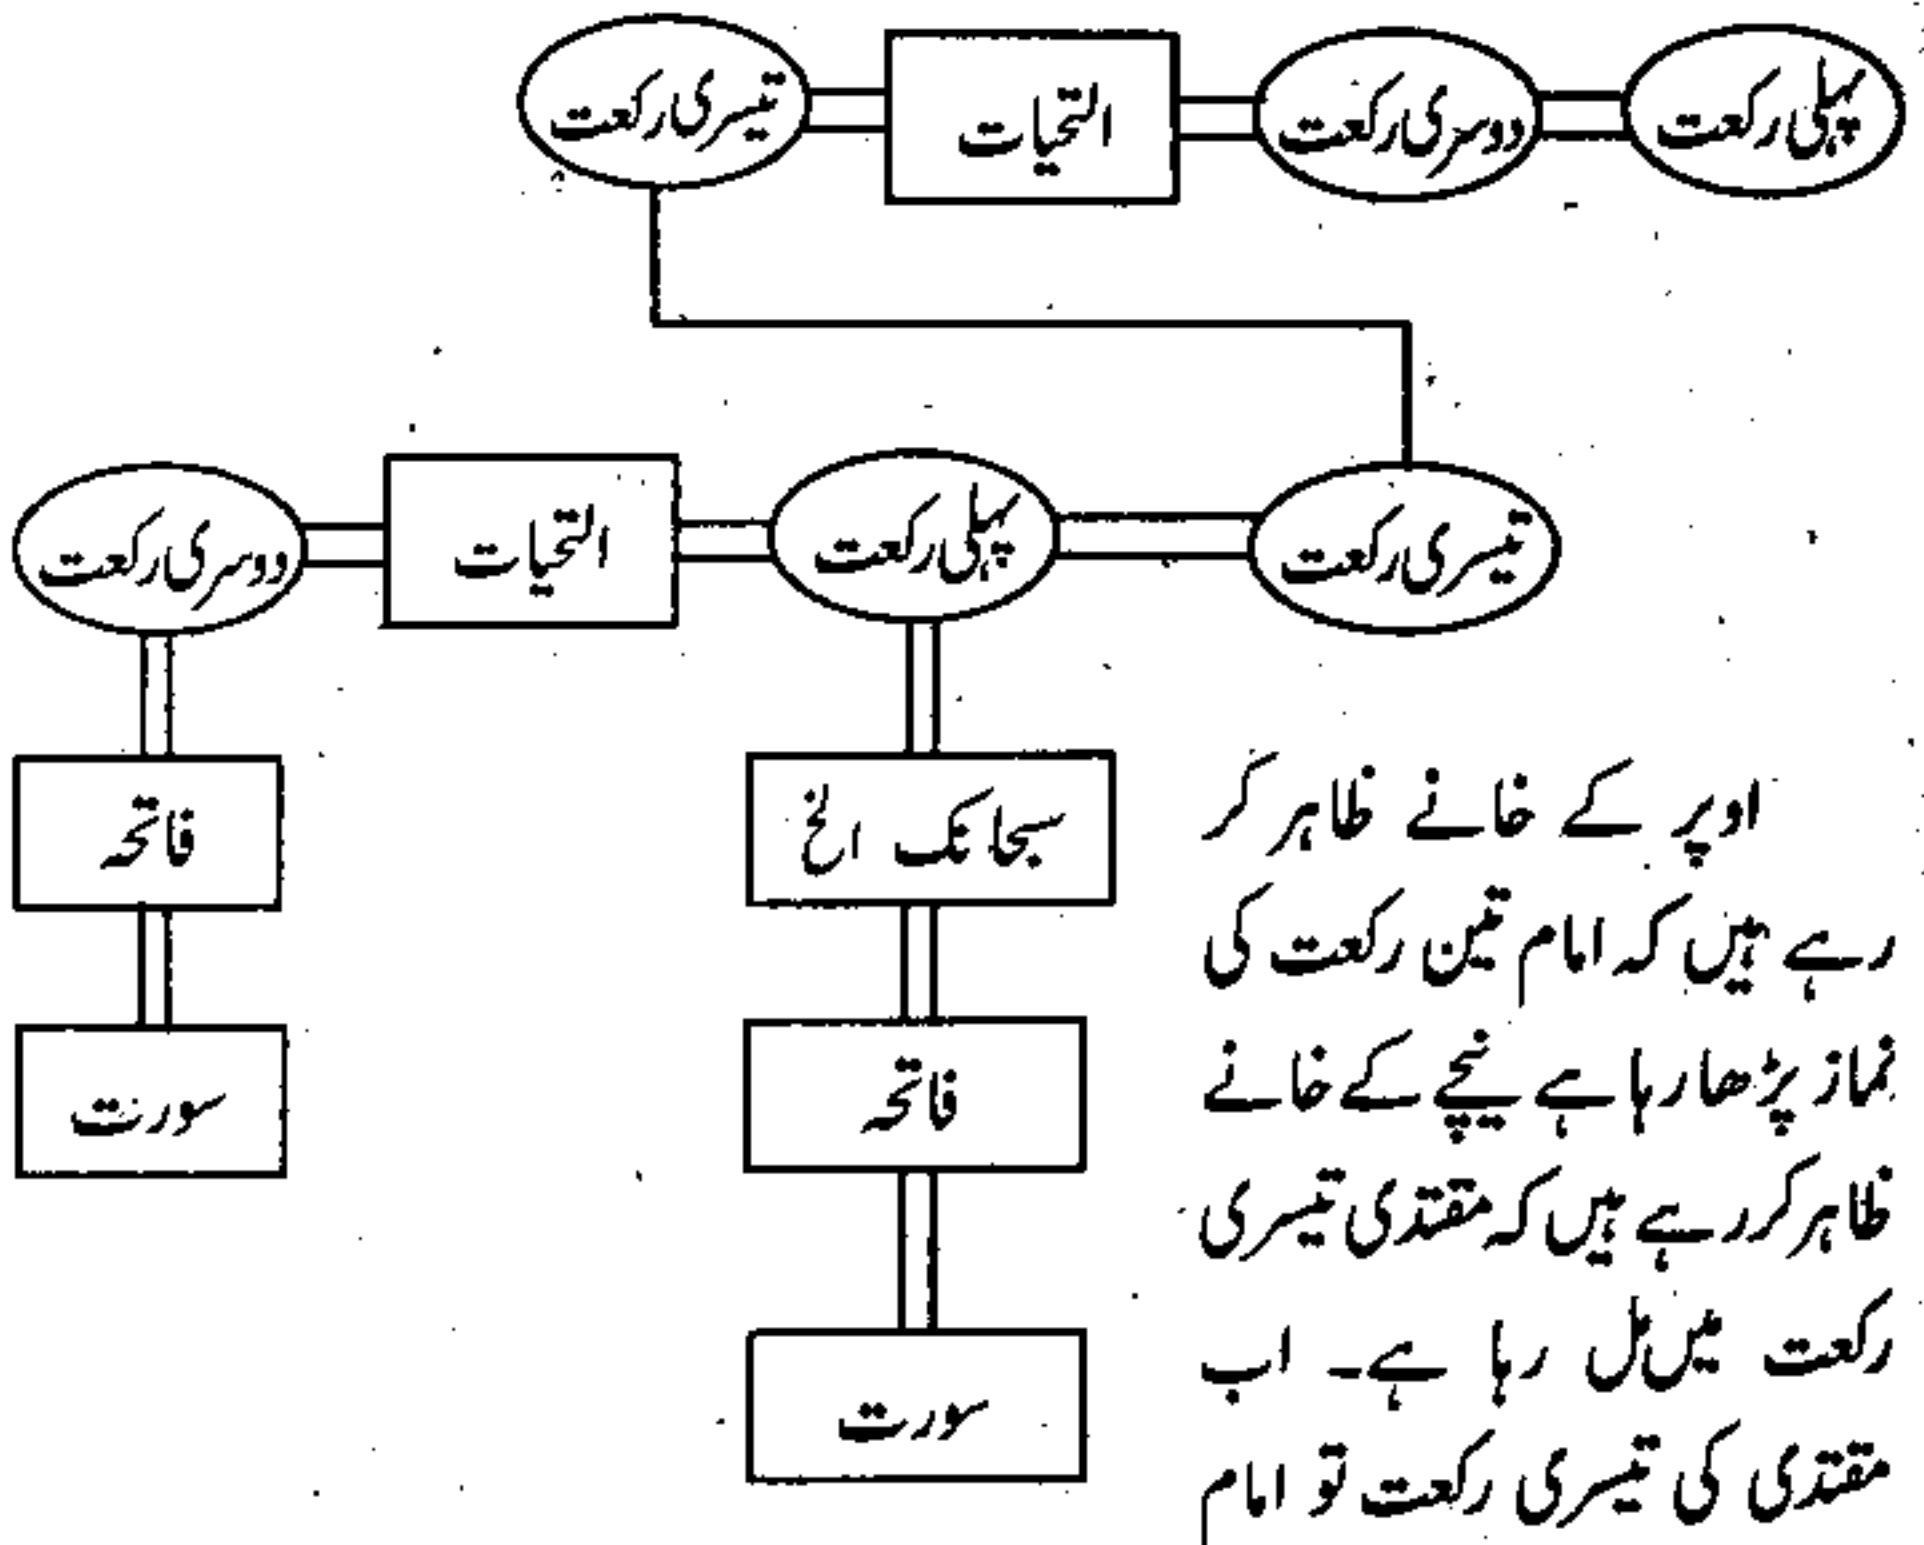 پہلی رکعت
دوسری رکعت
التحیات
تیسری رکعت
تیسری رکعت
پہلی رکعت
التحیات
دوسری رکعت
سبحانک الخ
فاتحہ
سورت
فاتحہ
سورت
اوپر کے خانے ظاہر کر
رہے ہیں کہ امام تین رکعت کی
نماز پڑھا رہا ہے نیچے کے خانے
ظاہر کر رہے ہیں کہ مقتدی تیسری
رکعت میں مل رہا ہے۔ اب
مقتدی کی تیسری رکعت تو امام